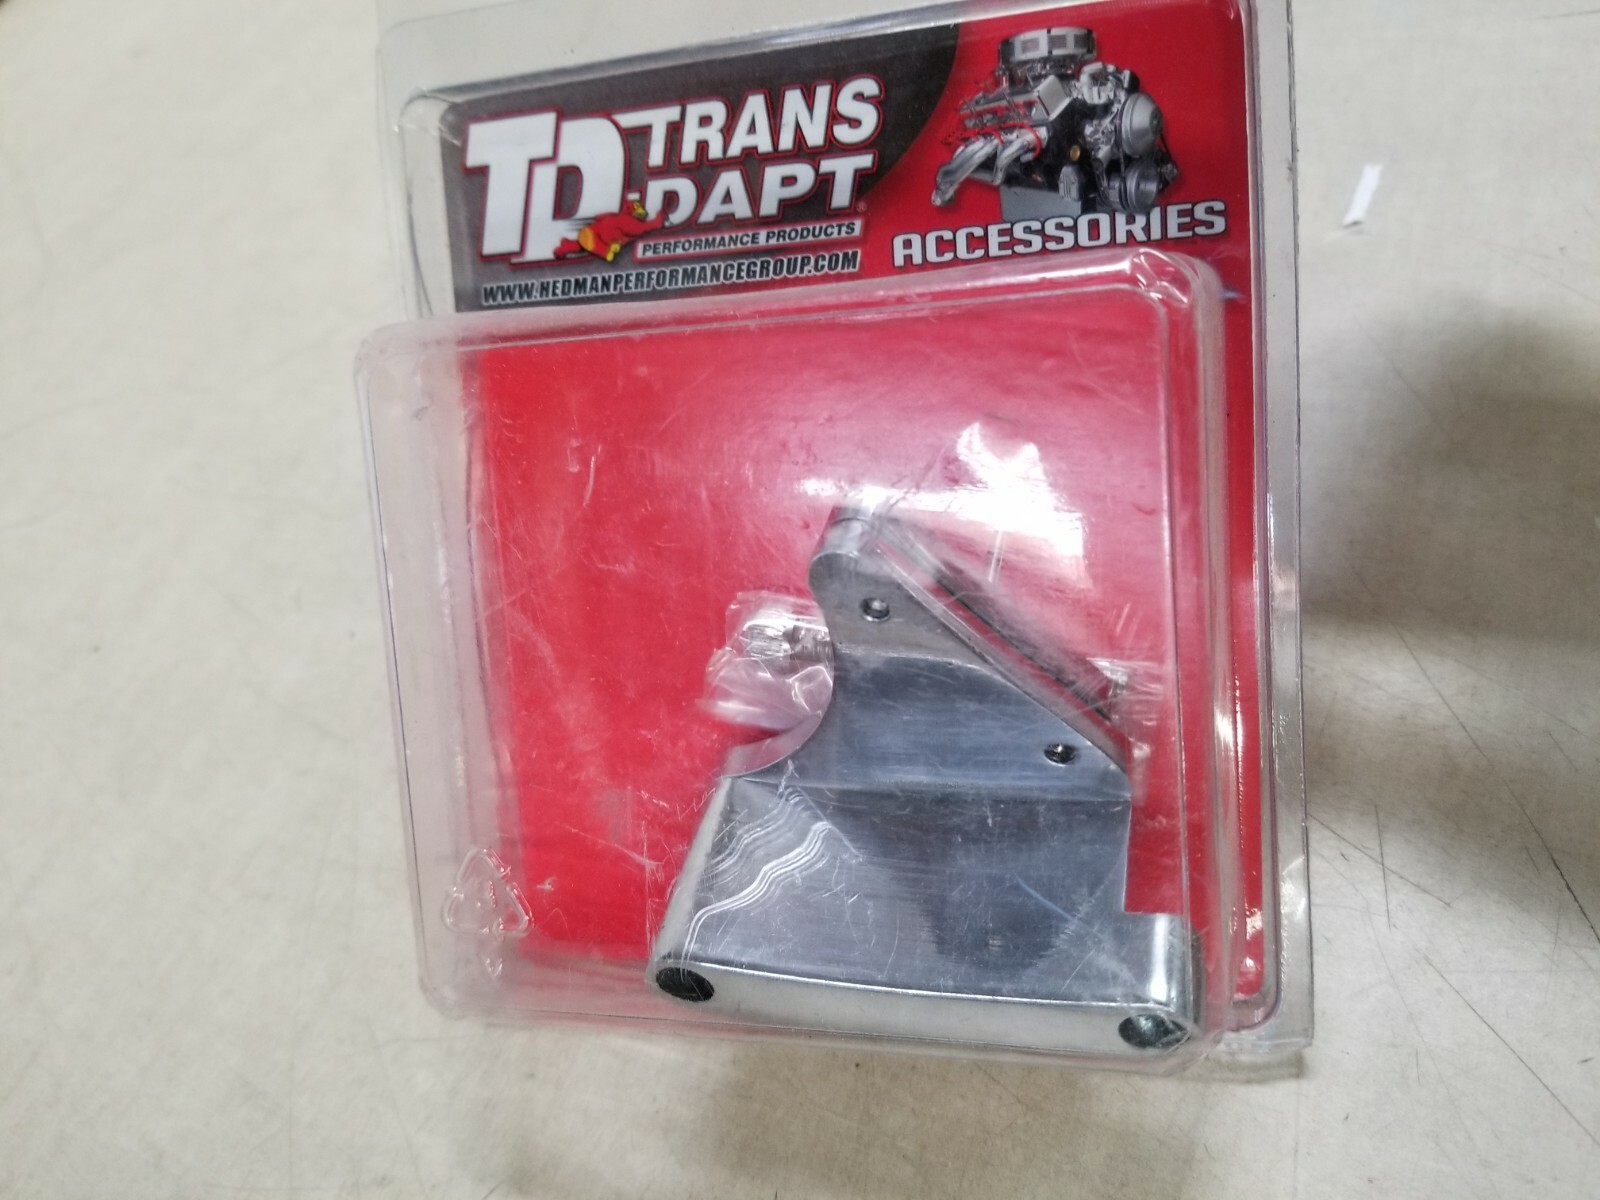 TD TRANS
DAPT®
PERFORMANCE PRODUCTS
WWW.HEDMANPERFORMANCEGROUP.COM
ACCESSORIES